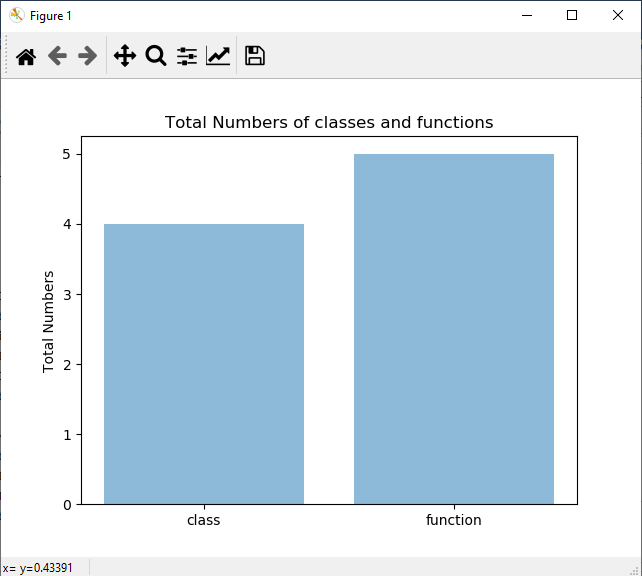 Figure 1
Total Numbers of classes and functions
5
4
3
2
1
0
Total Numbers
class function
x= y=0.43391